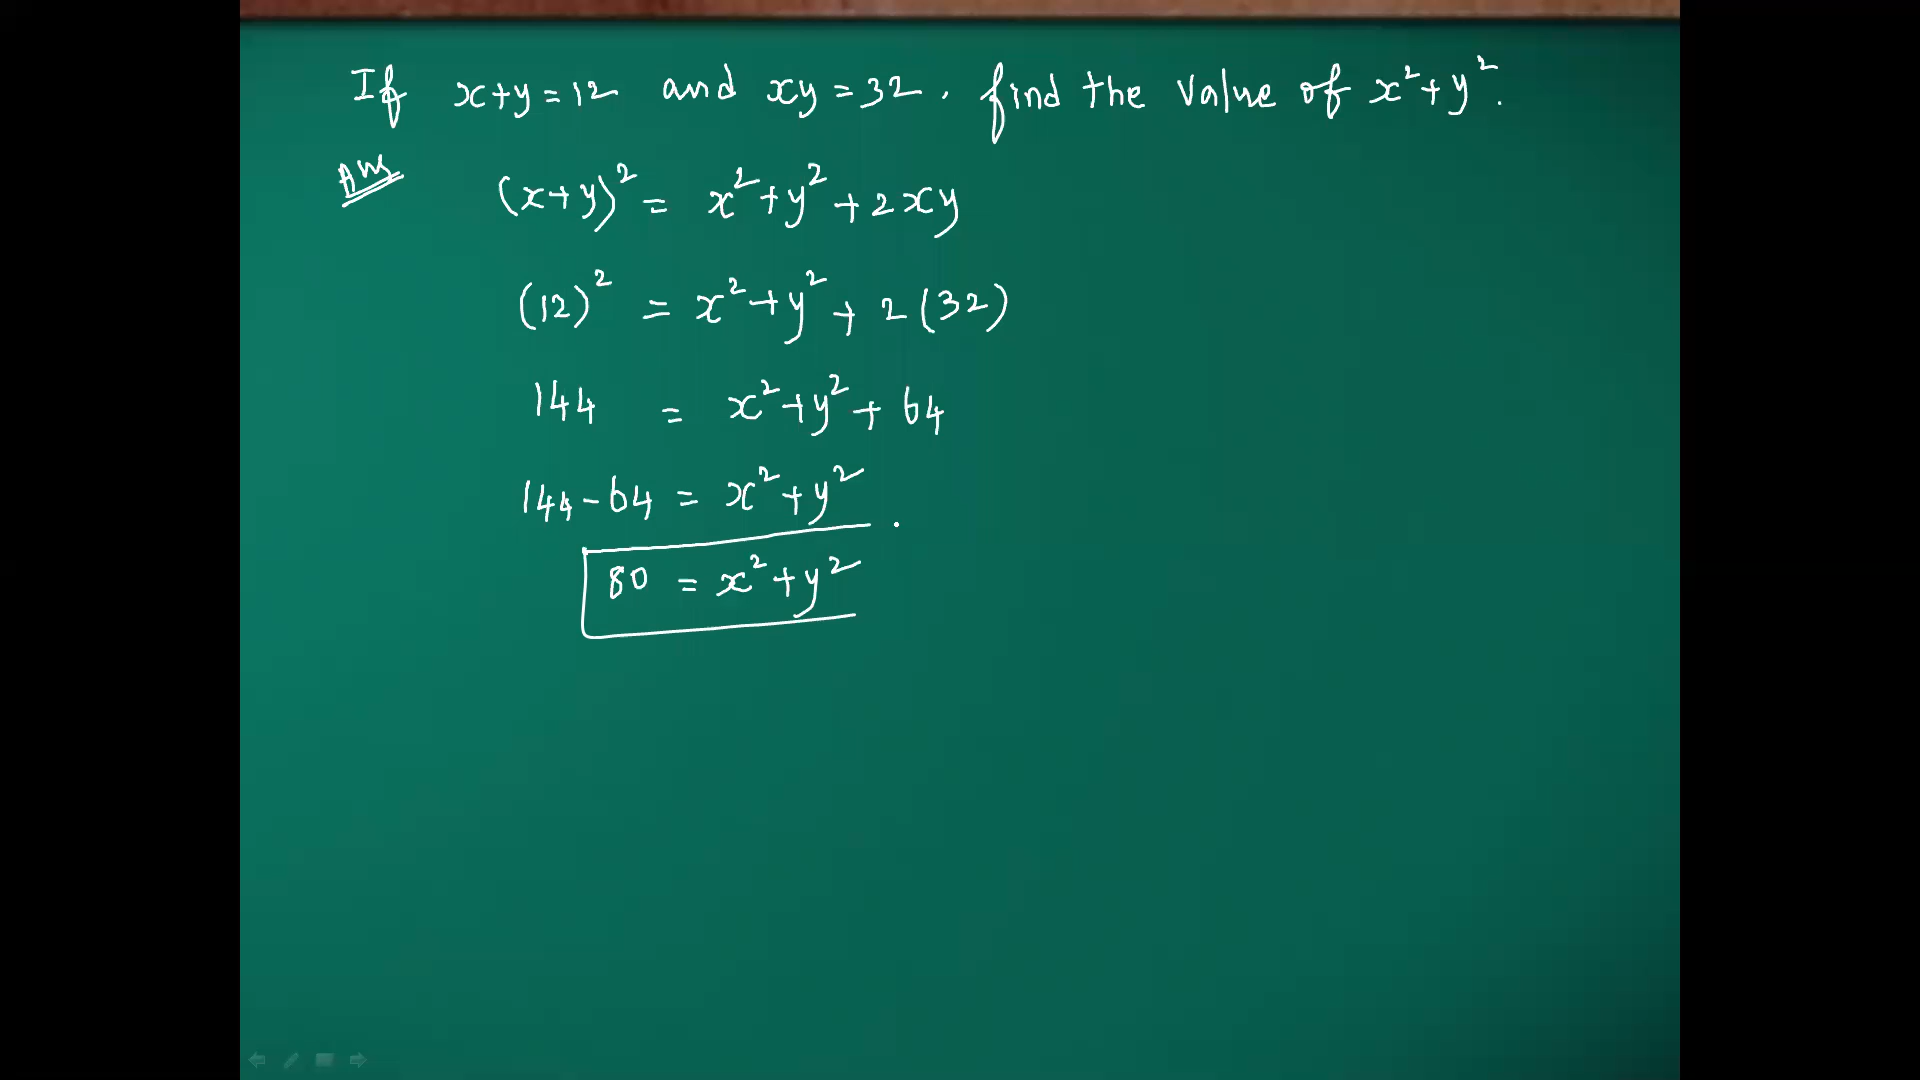 If x+y=12 and xy=32, find the value of x²+y².
Ans
(x+y)² = x²+y²+2xy
(12)² = x²+y²+2(32)
144 = x²+y²+64
144-64 = x²+y²
80 = x²+y²